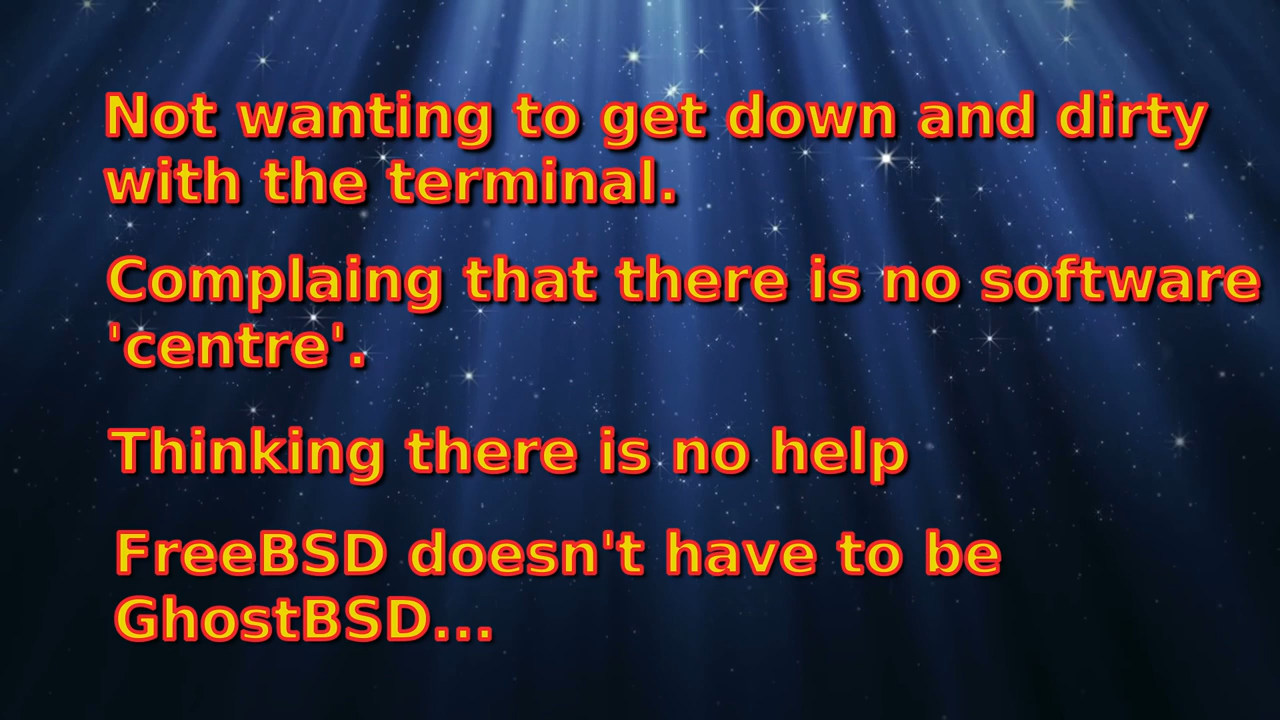 Not wanting to get down and dirty
with the terminal.
Complaing that there is no software
'centre'.
Thinking there is no help
FreeBSD doesn't have to be
GhostBSD...